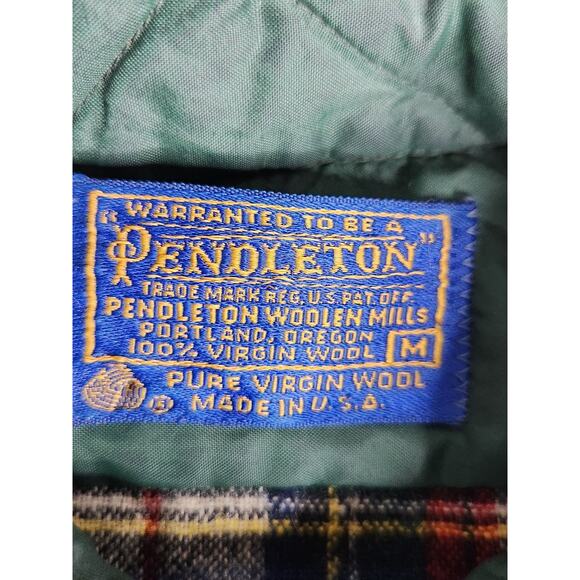 WARRANTED TO BE A
"PENDLETON"
TRADE MARK REG. U.S. PAT. OFF.
PENDLETON WOOLEN MILLS
PORTLAND, OREGON
100% VIRGIN WOOL M
PURE VIRGIN WOOL
® MADE IN U.S.A.